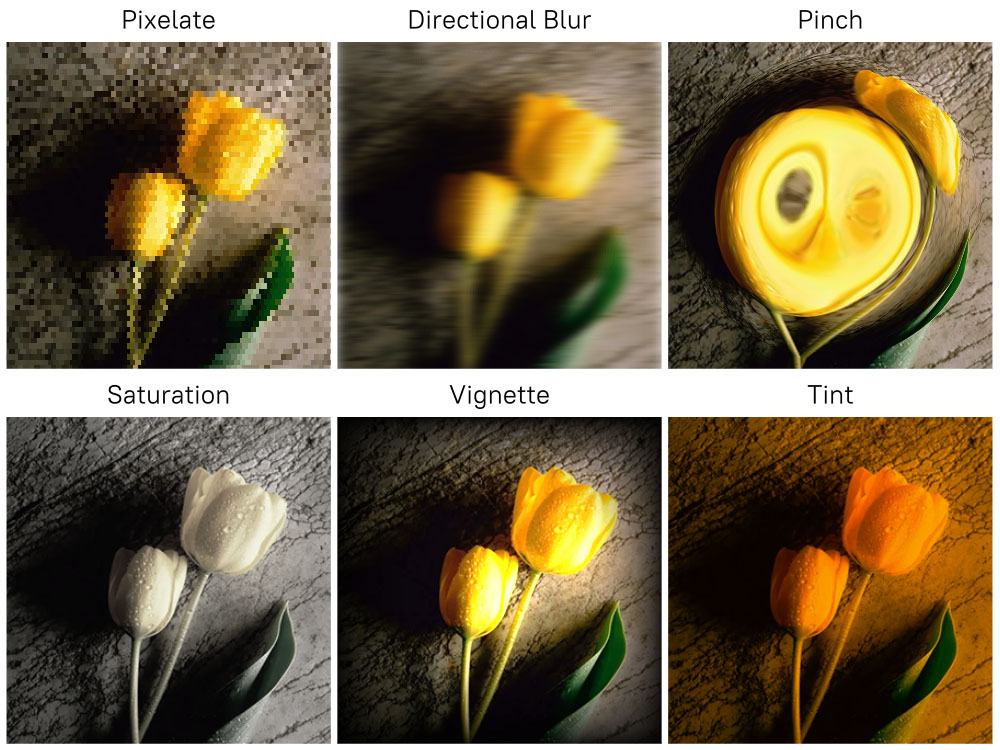 Pixelate
Directional Blur
Pinch
Saturation
Vignette
Tint